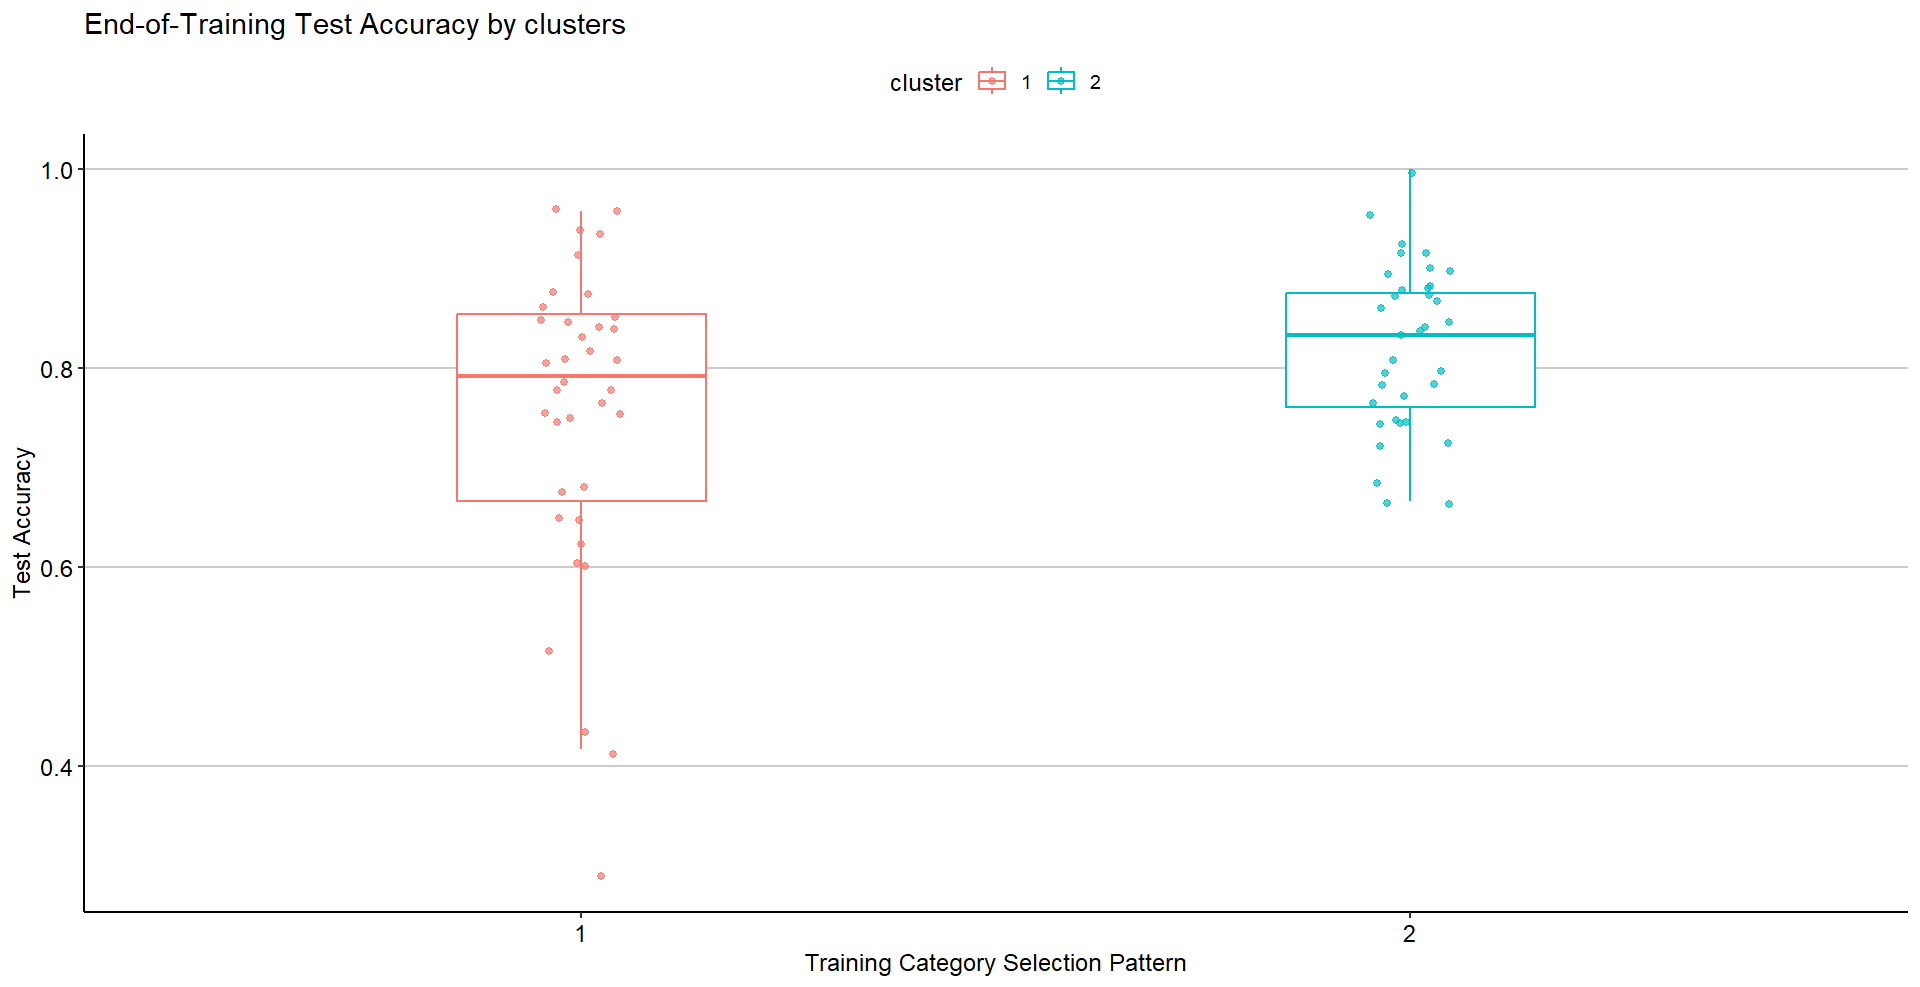 End-of-Training Test Accuracy by clusters
cluster 1 2
Test Accuracy
1.0
0.8
0.6
0.4
1 2
Training Category Selection Pattern